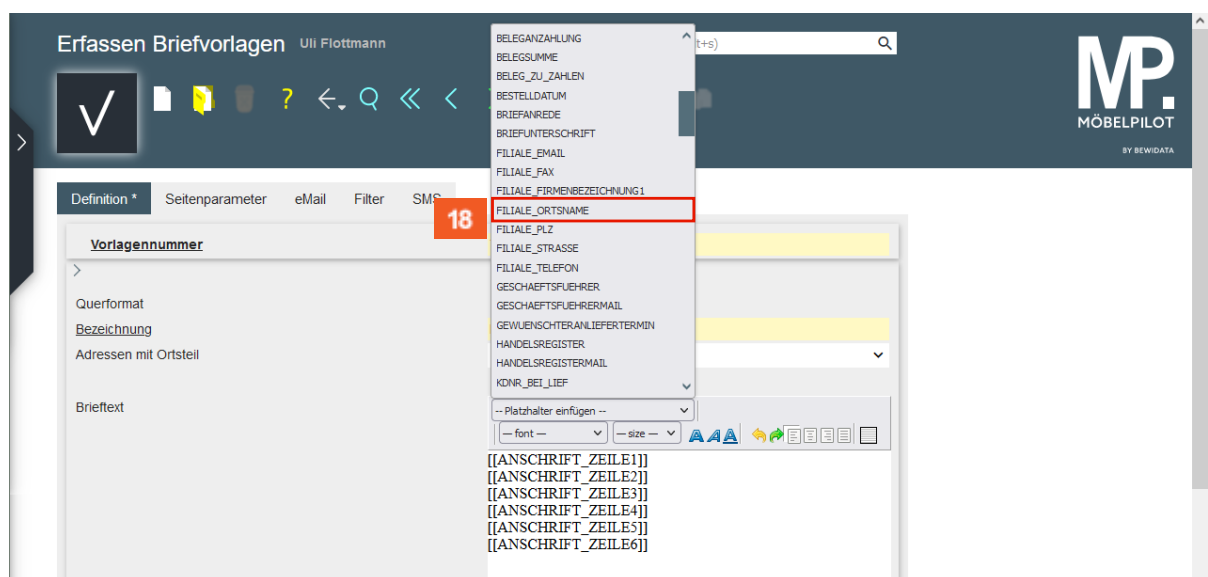 Erfassen Briefvorlagen Uli Flottmann
t+s)
MP.
MÖBELPILOT
BY BEWIDATA
Definition * Seitenparameter eMail Filter SMS
Vorlagennummer
Querformat
Bezeichnung
Adressen mit Ortsteil
Brieftext
BELEGANZAHLUNG
BELEGSUMME
BELEG_ZU_ZAHLEN
BESTELLDATUM
BRIEFANREDE
BRIEFUNTERSCHRIFT
FILIALE_EMAIL
FILIALE_FAX
FILIALE_FIRMENBEZEICHNUNG1
18 FILIALE_ORTSNAME
FILIALE_PLZ
FILIALE_STRASSE
FILIALE_TELEFON
GESCHAEFTSFUEHRER
GESCHAEFTSFUEHRERMAIL
GEWUENSCHTERANLIEFERTERMIN
HANDELSREGISTER
HANDELSREGISTERMAIL
KDNR_BEI_LIEF
-- Platzhalter einfügen --
— font — — size — A A A
[[ANSCHRIFT_ZEILE1]]
[[ANSCHRIFT_ZEILE2]]
[[ANSCHRIFT_ZEILE3]]
[[ANSCHRIFT_ZEILE4]]
[[ANSCHRIFT_ZEILE5]]
[[ANSCHRIFT_ZEILE6]]